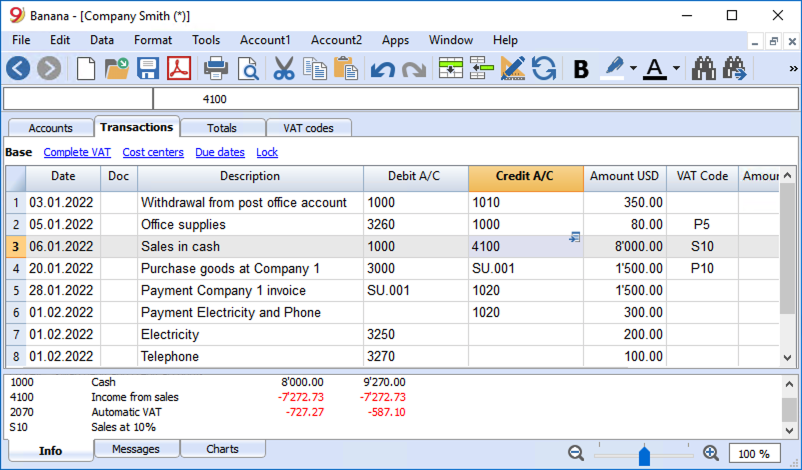 Banana - [Company Smith (*)]
File Edit Data Format Tools Account1 Account2 Apps Window Help
B A
4100
Accounts Transactions Totals VAT codes
Base Complete VAT Cost centers Due dates Lock
Date Doc Description Debit A/C Credit A/C Amount USD VAT Code Amour
1 03.01.2022 Withdrawal from post office account 1000 1010 350.00
2 05.01.2022 Office supplies 3260 1000 80.00 P5
3 06.01.2022 Sales in cash 1000 4100 8'000.00 S10
4 20.01.2022 Purchase goods at Company 1 3000 SU.001 1'500.00 P10
5 28.01.2022 Payment Company 1 invoice SU.001 1020 1'500.00
6 01.02.2022 Payment Electricity and Phone 1020 300.00
7 01.02.2022 Electricity 3250 200.00
8 01.02.2022 Telephone 3270 100.00
1000 Cash 8'000.00 9'270.00
4100 Income from sales -7'272.73 -7'272.73
2070 Automatic VAT -727.27 -587.10
S10 Sales at 10%
Info Messages Charts
100 %